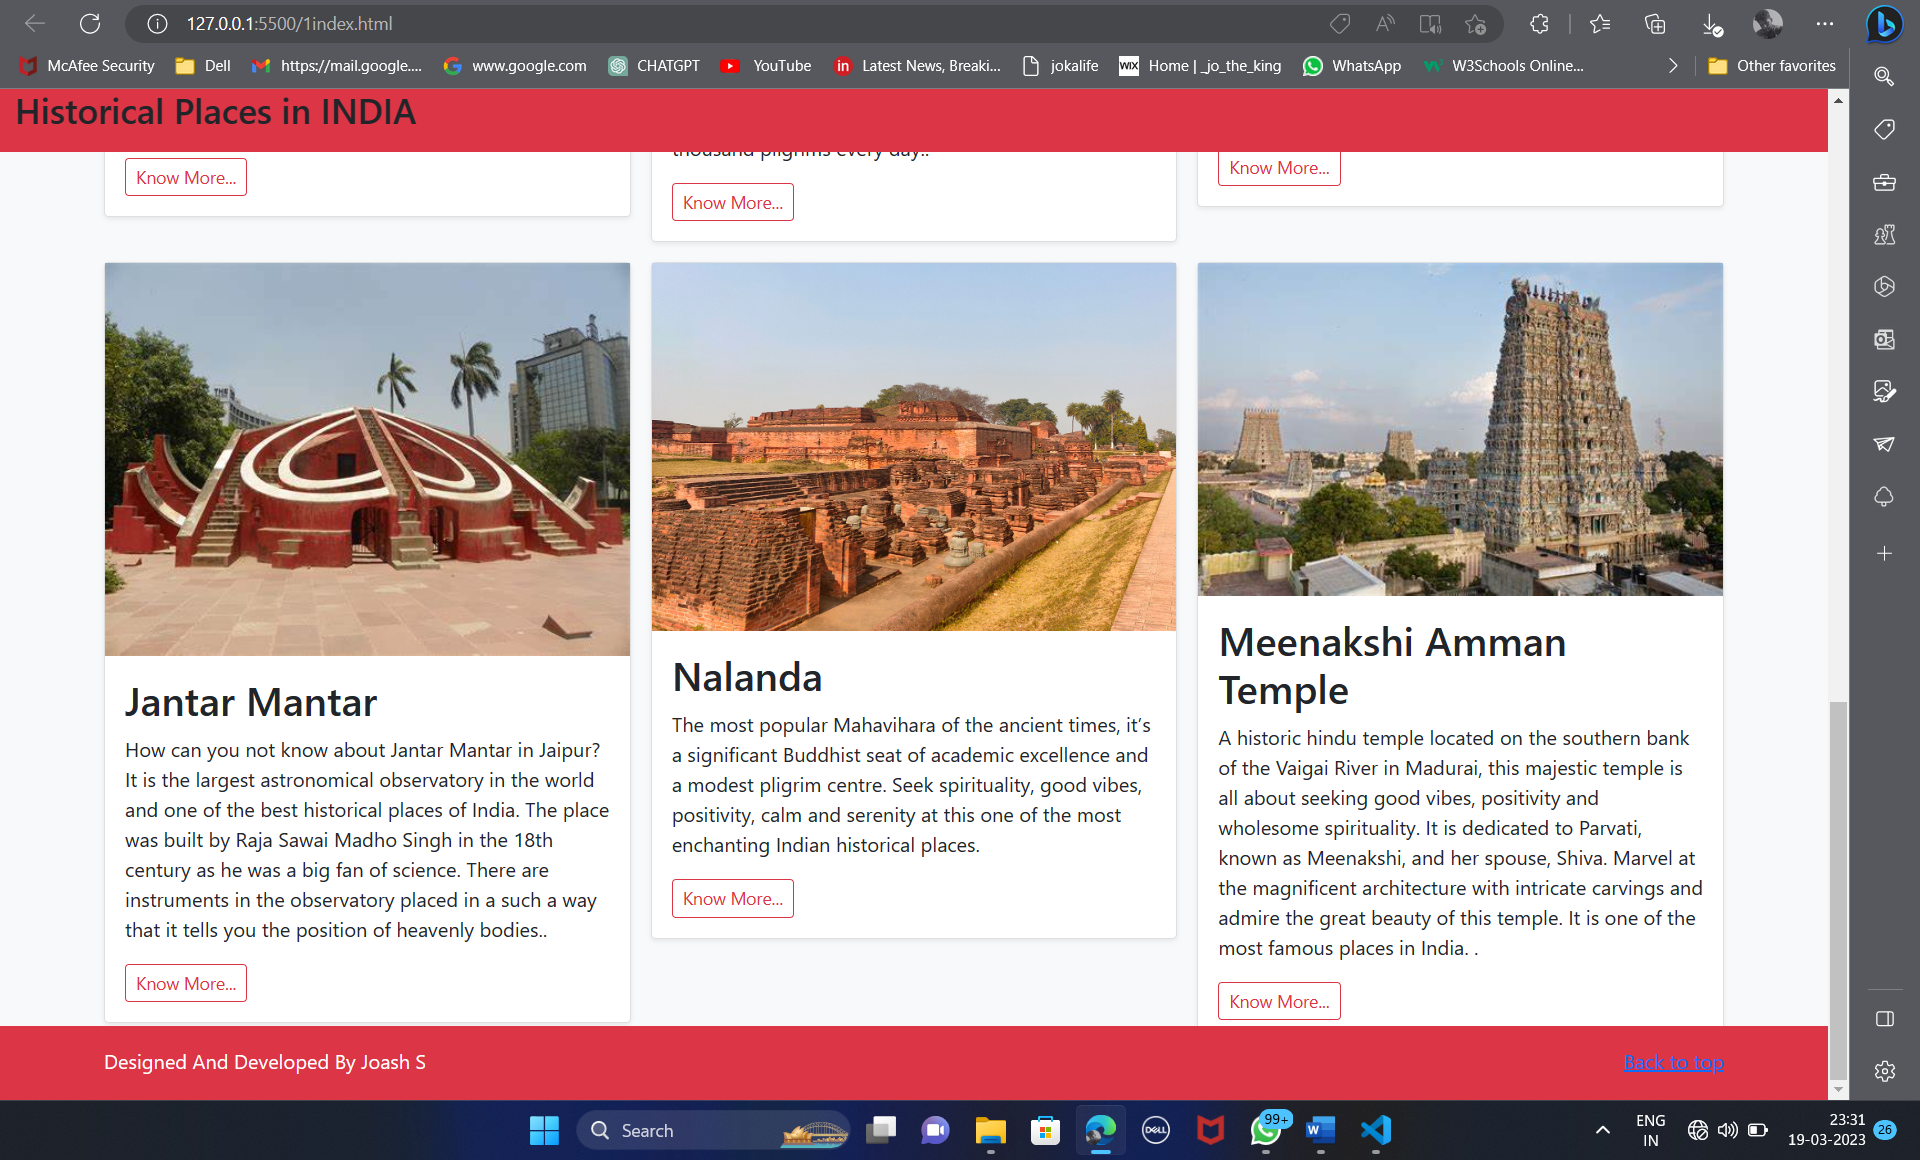 127.0.0.1:5500/1index.html
McAfee Security
Dell
https://mail.google....
www.google.com
CHATGPT
YouTube
Latest News, Breaki...
jokalife
WIX
Home | _jo_the_king
WhatsApp
W3Schools Online...
Other favorites
Historical Places in INDIA
thousand pilgrims every day..
Know More...
Know More...
Know More...
Jantar Mantar
How can you not know about Jantar Mantar in Jaipur?
It is the largest astronomical observatory in the world
and one of the best historical places of India. The place
was built by Raja Sawai Madho Singh in the 18th
century as he was a big fan of science. There are
instruments in the observatory placed in a such a way
that it tells you the position of heavenly bodies..
Know More...
Nalanda
The most popular Mahavihara of the ancient times, it’s
a significant Buddhist seat of academic excellence and
a modest pligrim centre. Seek spirituality, good vibes,
positivity, calm and serenity at this one of the most
enchanting Indian historical places.
Know More...
Meenakshi Amman
Temple
A historic hindu temple located on the southern bank
of the Vaigai River in Madurai, this majestic temple is
all about seeking good vibes, positivity and
wholesome spirituality. It is dedicated to Parvati,
known as Meenakshi, and her spouse, Shiva. Marvel at
the magnificent architecture with intricate carvings and
admire the great beauty of this temple. It is one of the
most famous places in India. .
Know More...
Designed And Developed By Joash S
Back to top
Search
DELL
99+
ENG
IN
23:31
19-03-2023
26